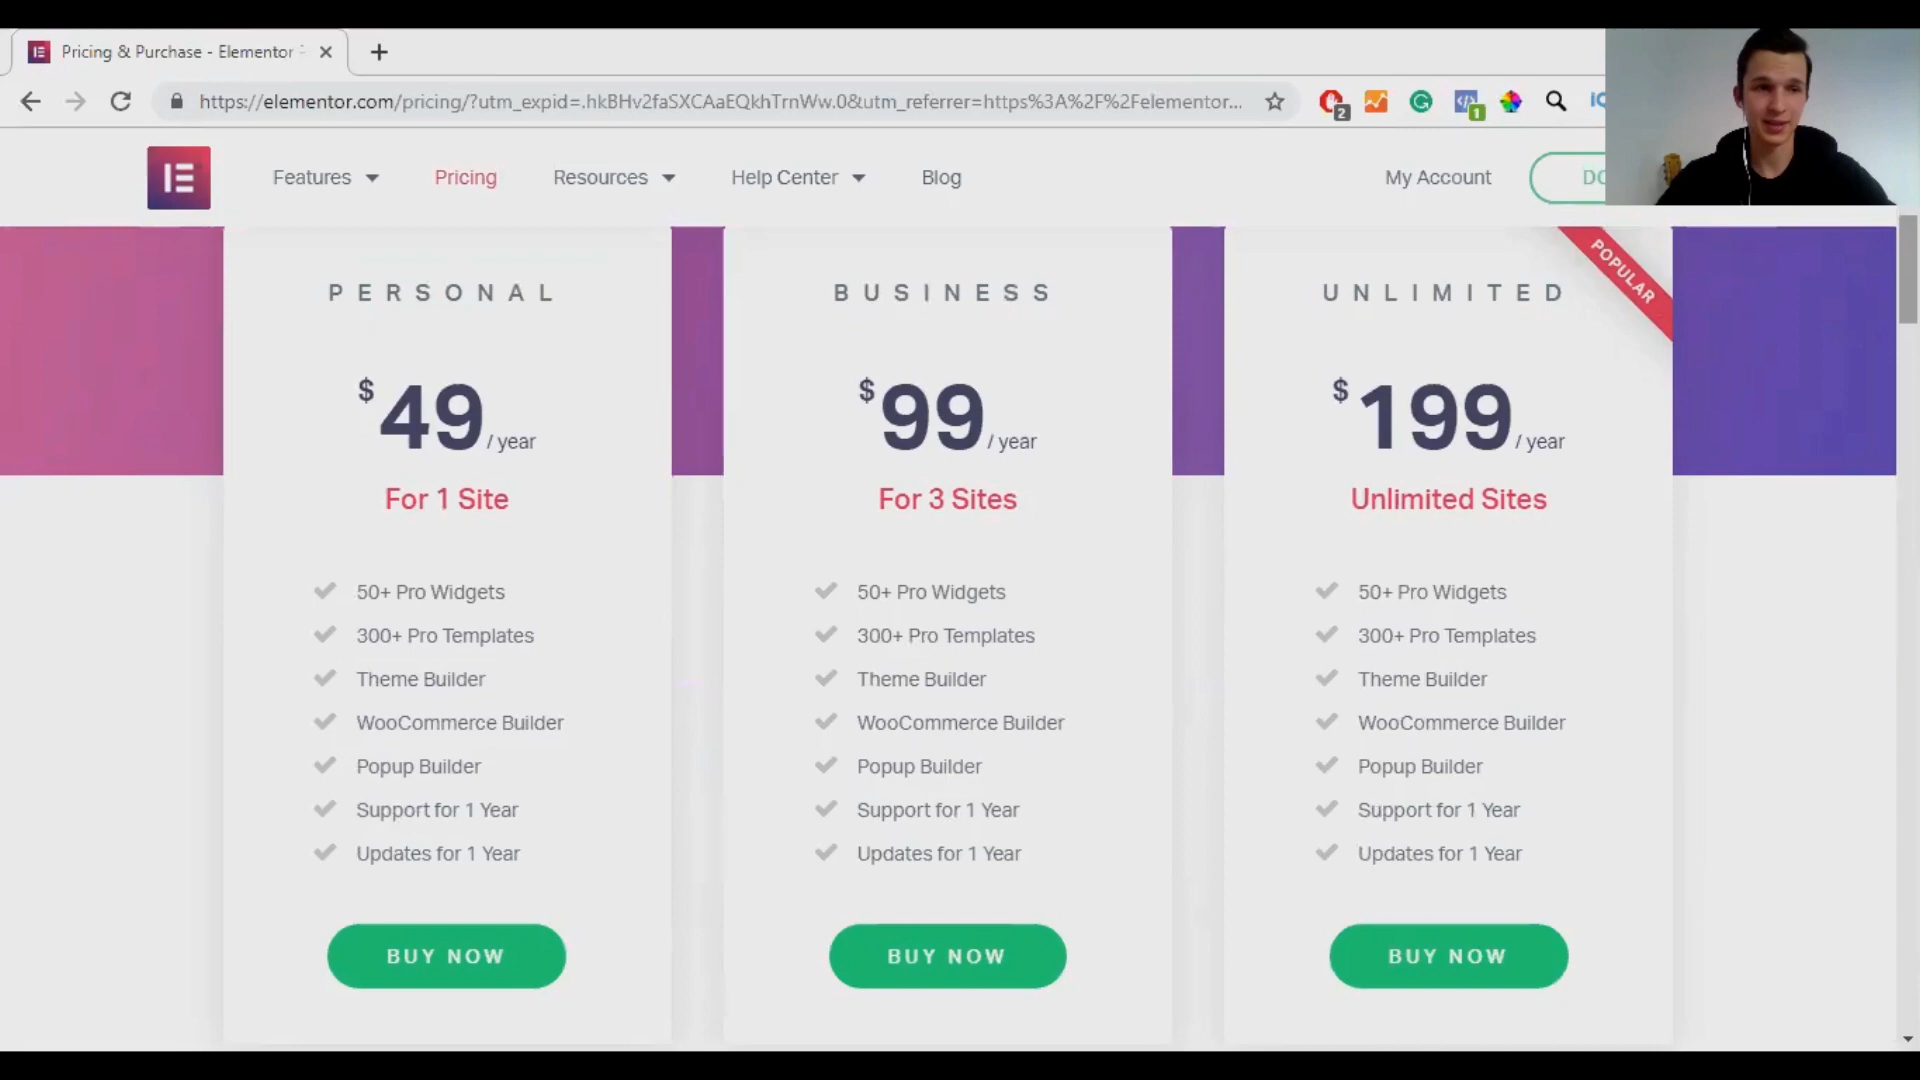 Pricing & Purchase - Elementor
https://elementor.com/pricing/?utm_expid=.hkBHv2faSXCAaEQkhTrnWw.0&utm_referrer=https%3A%2F%2Felementor...
2
1
Features
Pricing
Resources
Help Center
Blog
My Account
DO
PERSONAL
$49/ year
For 1 Site
50+ Pro Widgets
300+ Pro Templates
Theme Builder
WooCommerce Builder
Popup Builder
Support for 1 Year
Updates for 1 Year
BUY NOW
BUSINESS
$99/ year
For 3 Sites
50+ Pro Widgets
300+ Pro Templates
Theme Builder
WooCommerce Builder
Popup Builder
Support for 1 Year
Updates for 1 Year
BUY NOW
POPULAR
UNLIMITED
$199/ year
Unlimited Sites
50+ Pro Widgets
300+ Pro Templates
Theme Builder
WooCommerce Builder
Popup Builder
Support for 1 Year
Updates for 1 Year
BUY NOW